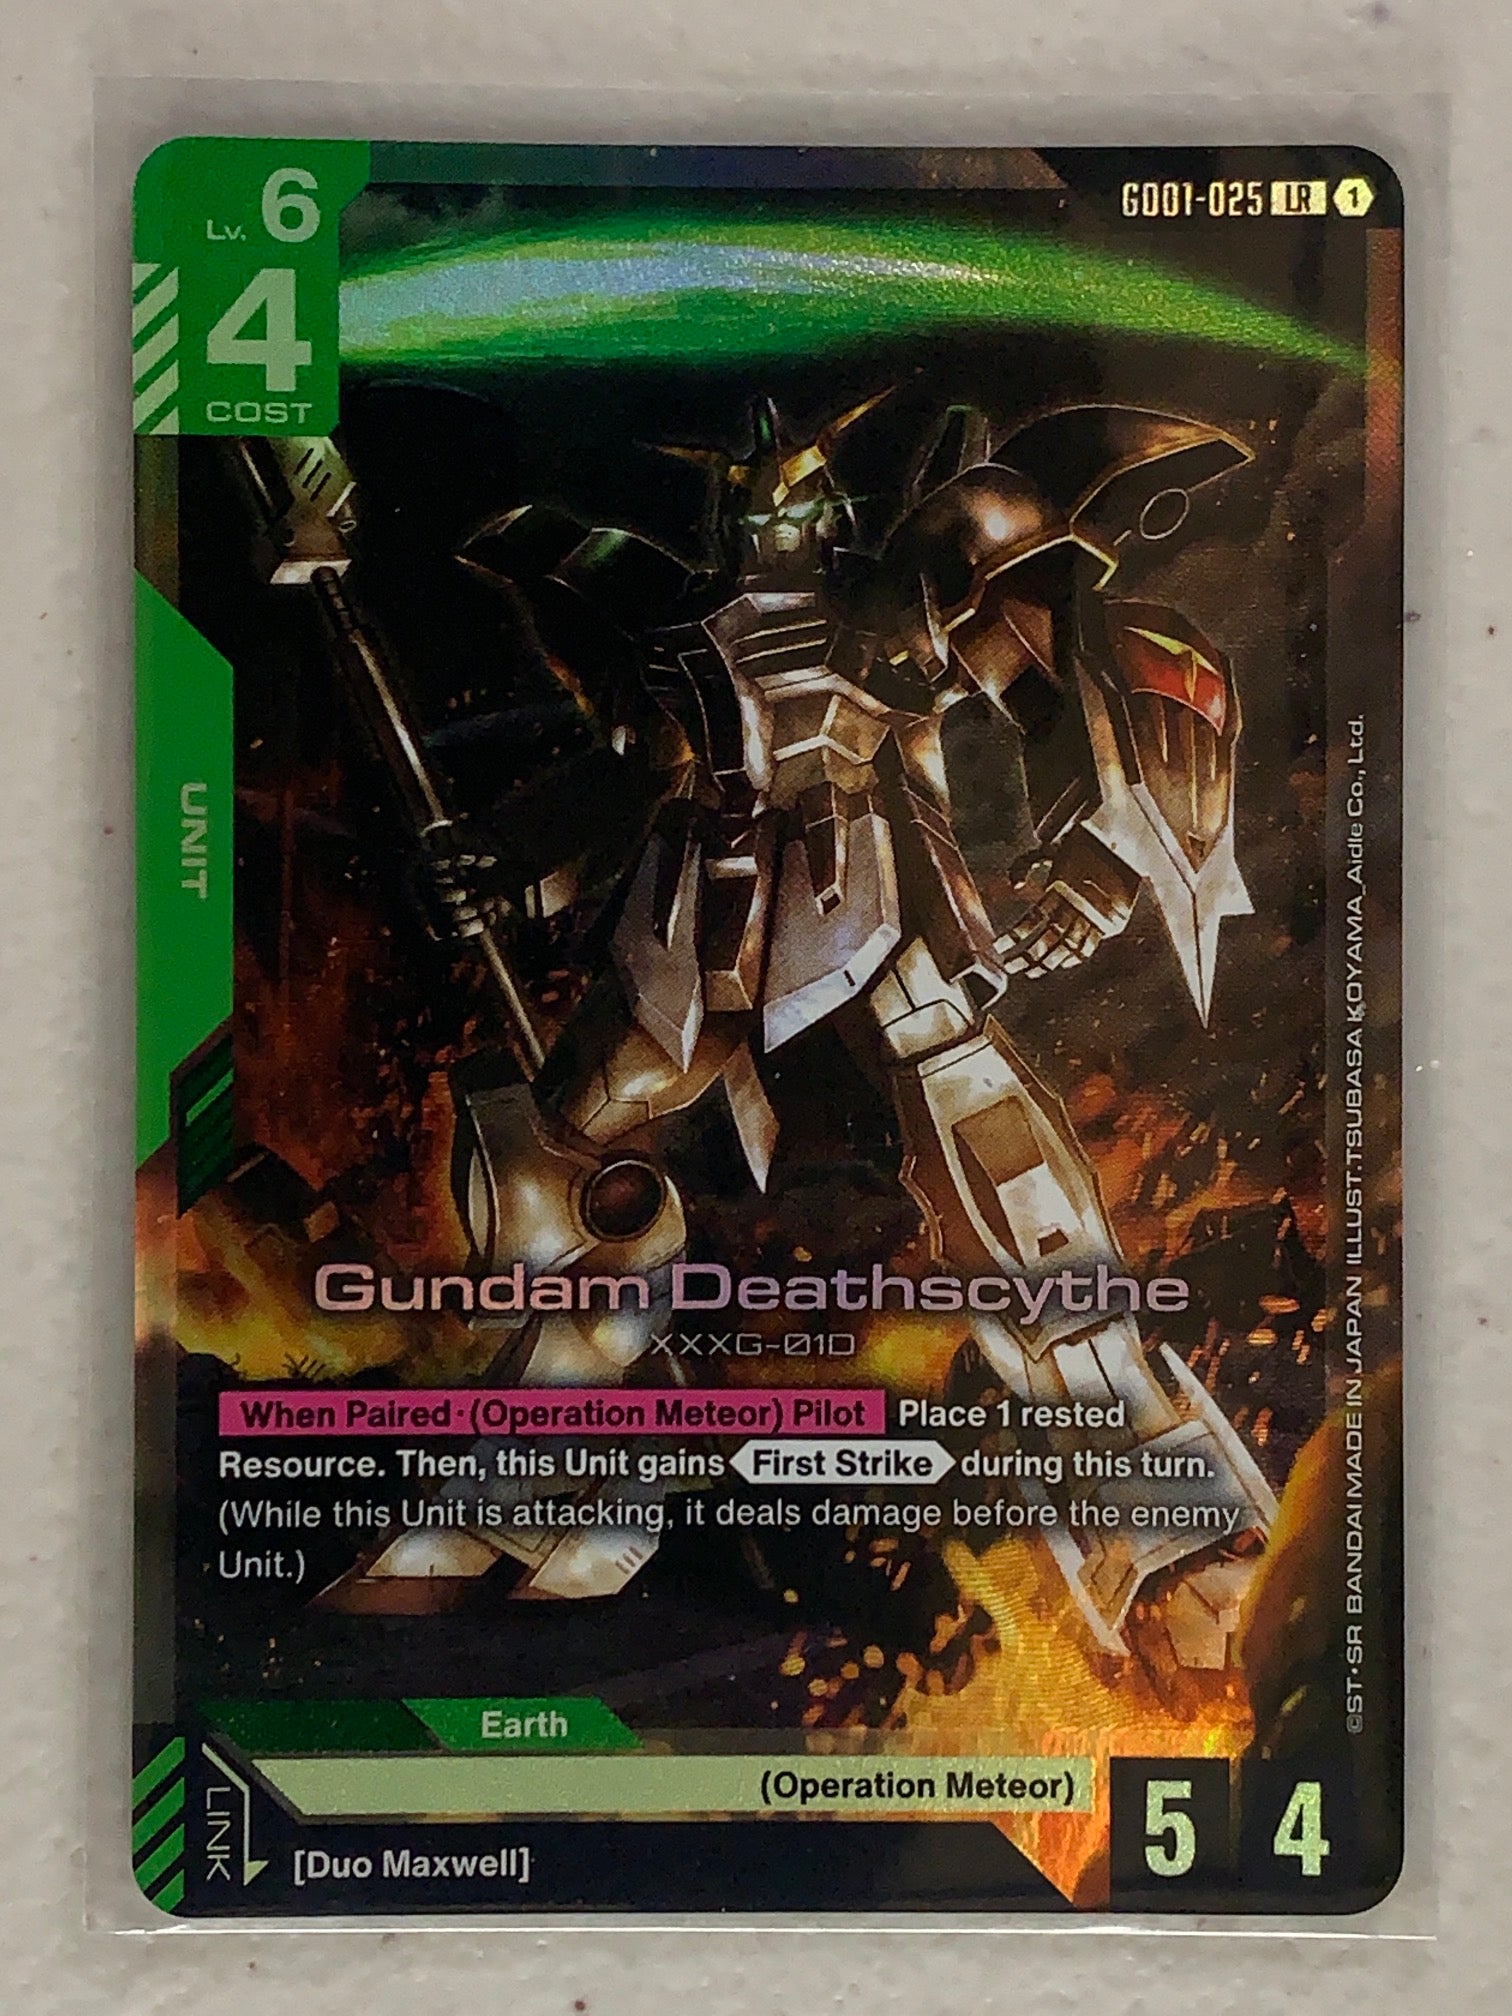 Lv. 6
4
COST
GD01-025 LR 1
UNIT
Gundam Deathscythe
XXXG-01D
When Paired·(Operation Meteor) Pilot Place 1 rested
Resource. Then, this Unit gains First Strike during this turn.
(While this Unit is attacking, it deals damage before the enemy
Unit.)
Earth
(Operation Meteor)
LINK
[Duo Maxwell]
5 4
©ST·SR BANDAI MADE IN JAPAN ILLUST.TSUBASA KOYAMA_Aidle Co., Ltd.